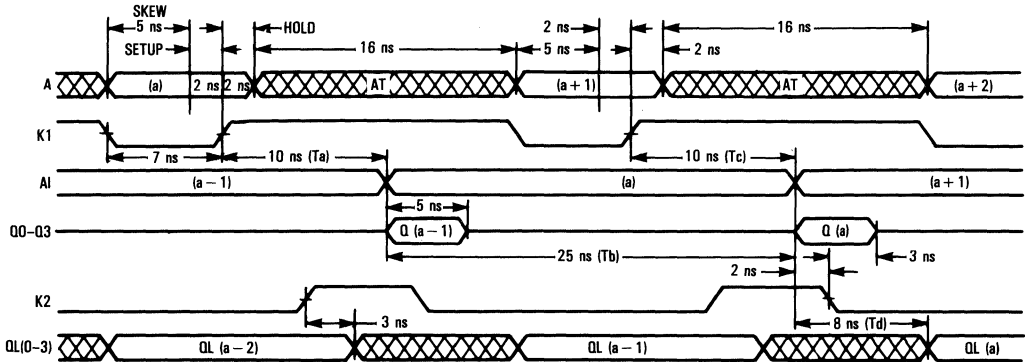 SKEW
5 ns
HOLD
2 ns
16 ns
SETUP
16 ns
5 ns
2 ns
A
(a)
2 ns
2 ns
AT
(a+1)
AT
(a+2)
K1
7 ns
10 ns (Ta)
10 ns (Tc)
AI
(a−1)
(a)
(a+1)
5 ns
Q0–Q3
Q (a−1)
Q (a)
25 ns (Tb)
3 ns
2 ns
K2
3 ns
8 ns (Td)
QL(0–3)
QL (a−2)
QL (a−1)
QL (a)